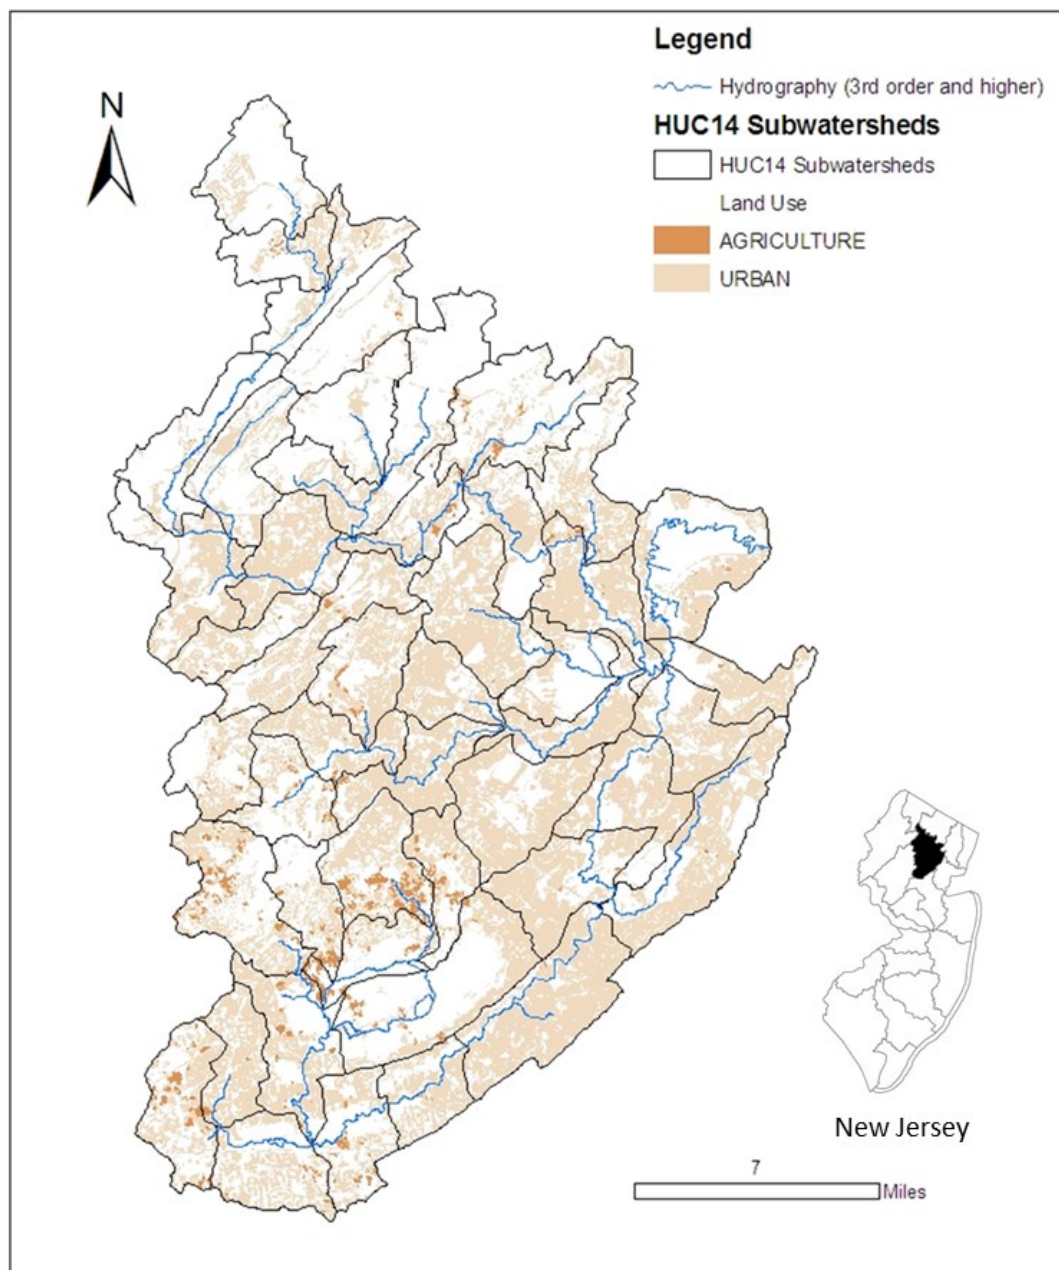 Legend
Hydrography (3rd order and higher)
HUC14 Subwatersheds
HUC14 Subwatersheds
Land Use
AGRICULTURE
URBAN
N
New Jersey
7
Miles